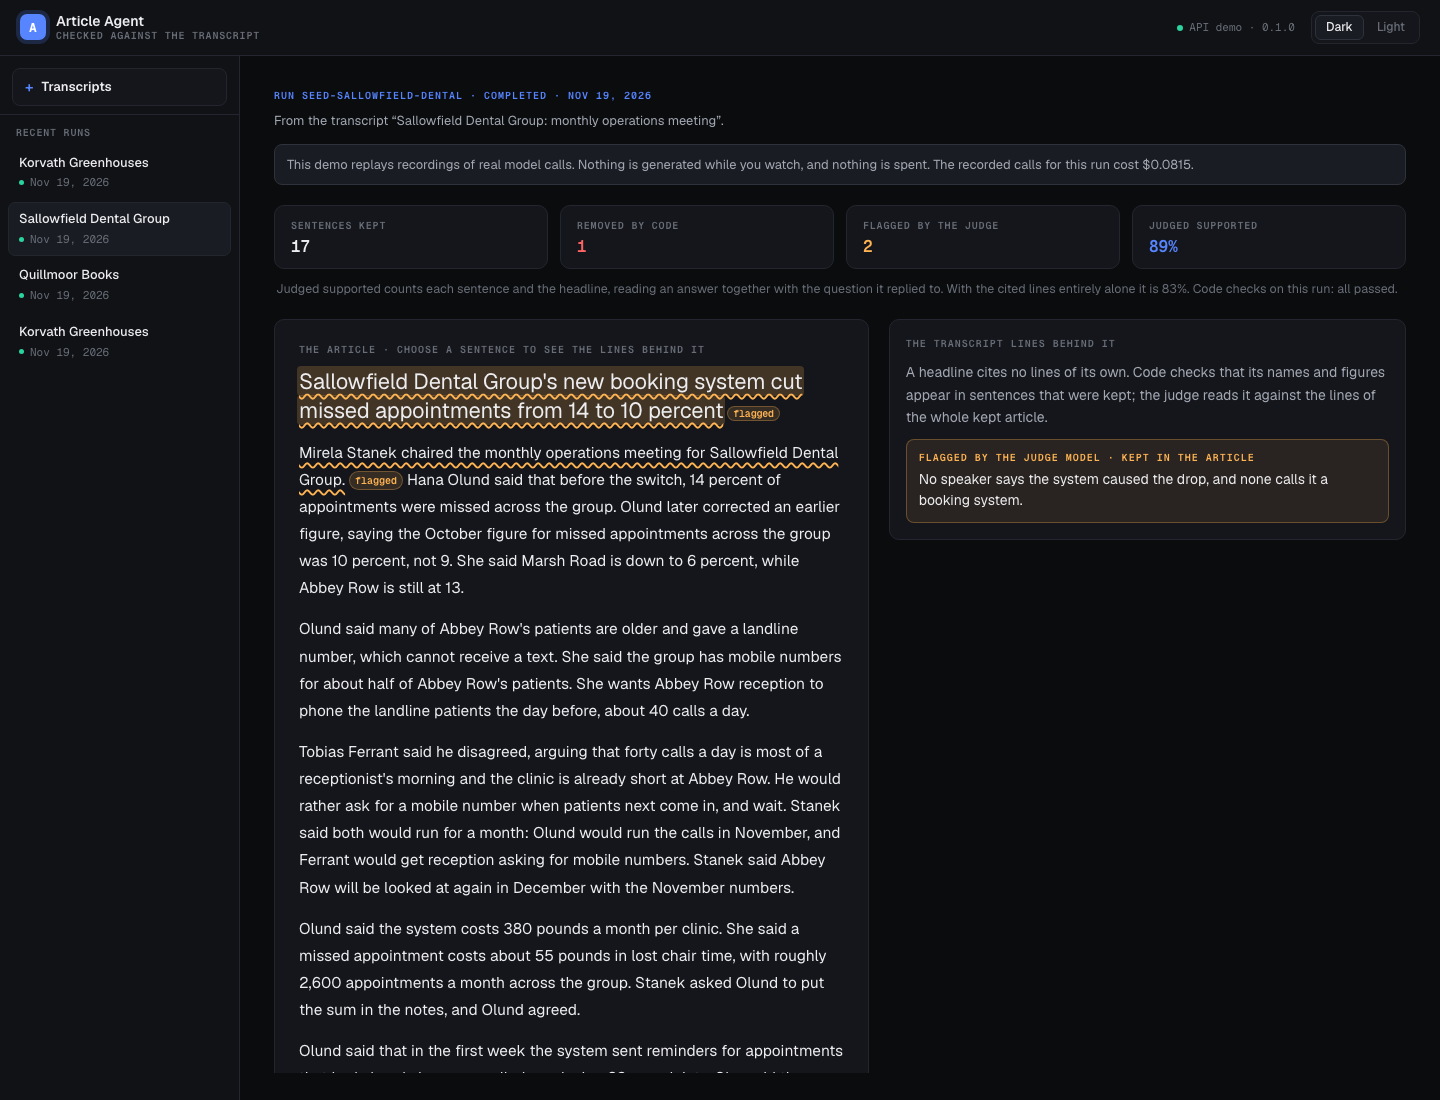 A
Article Agent
CHECKED AGAINST THE TRANSCRIPT
API demo · 0.1.0
Dark
Light
+ Transcripts
RECENT RUNS
Korvath Greenhouses
Nov 19, 2026
Sallowfield Dental Group
Nov 19, 2026
Quillmoor Books
Nov 19, 2026
Korvath Greenhouses
Nov 19, 2026
RUN SEED-SALLOWFIELD-DENTAL · COMPLETED · NOV 19, 2026
From the transcript “Sallowfield Dental Group: monthly operations meeting”.
This demo replays recordings of real model calls. Nothing is generated while you watch, and nothing is spent. The recorded calls for this run cost $0.0815.
SENTENCES KEPT
17
REMOVED BY CODE
1
FLAGGED BY THE JUDGE
2
JUDGED SUPPORTED
89%
Judged supported counts each sentence and the headline, reading an answer together with the question it replied to. With the cited lines entirely alone it is 83%. Code checks on this run: all passed.
THE ARTICLE · CHOOSE A SENTENCE TO SEE THE LINES BEHIND IT
Sallowfield Dental Group's new booking system cut
missed appointments from 14 to 10 percent flagged
Mirela Stanek chaired the monthly operations meeting for Sallowfield Dental
Group. flagged Hana Olund said that before the switch, 14 percent of
appointments were missed across the group. Olund later corrected an earlier
figure, saying the October figure for missed appointments across the group
was 10 percent, not 9. She said Marsh Road is down to 6 percent, while
Abbey Row is still at 13.
Olund said many of Abbey Row's patients are older and gave a landline
number, which cannot receive a text. She said the group has mobile numbers
for about half of Abbey Row's patients. She wants Abbey Row reception to
phone the landline patients the day before, about 40 calls a day.
Tobias Ferrant said he disagreed, arguing that forty calls a day is most of a
receptionist's morning and the clinic is already short at Abbey Row. He would
rather ask for a mobile number when patients next come in, and wait. Stanek
said both would run for a month: Olund would run the calls in November, and
Ferrant would get reception asking for mobile numbers. Stanek said Abbey
Row will be looked at again in December with the November numbers.
Olund said the system costs 380 pounds a month per clinic. She said a
missed appointment costs about 55 pounds in lost chair time, with roughly
2,600 appointments a month across the group. Stanek asked Olund to put
the sum in the notes, and Olund agreed.
Olund said that in the first week the system sent reminders for appointments
THE TRANSCRIPT LINES BEHIND IT
A headline cites no lines of its own. Code checks that its names and figures
appear in sentences that were kept; the judge reads it against the lines of
the whole kept article.
FLAGGED BY THE JUDGE MODEL · KEPT IN THE ARTICLE
No speaker says the system caused the drop, and none calls it a
booking system.